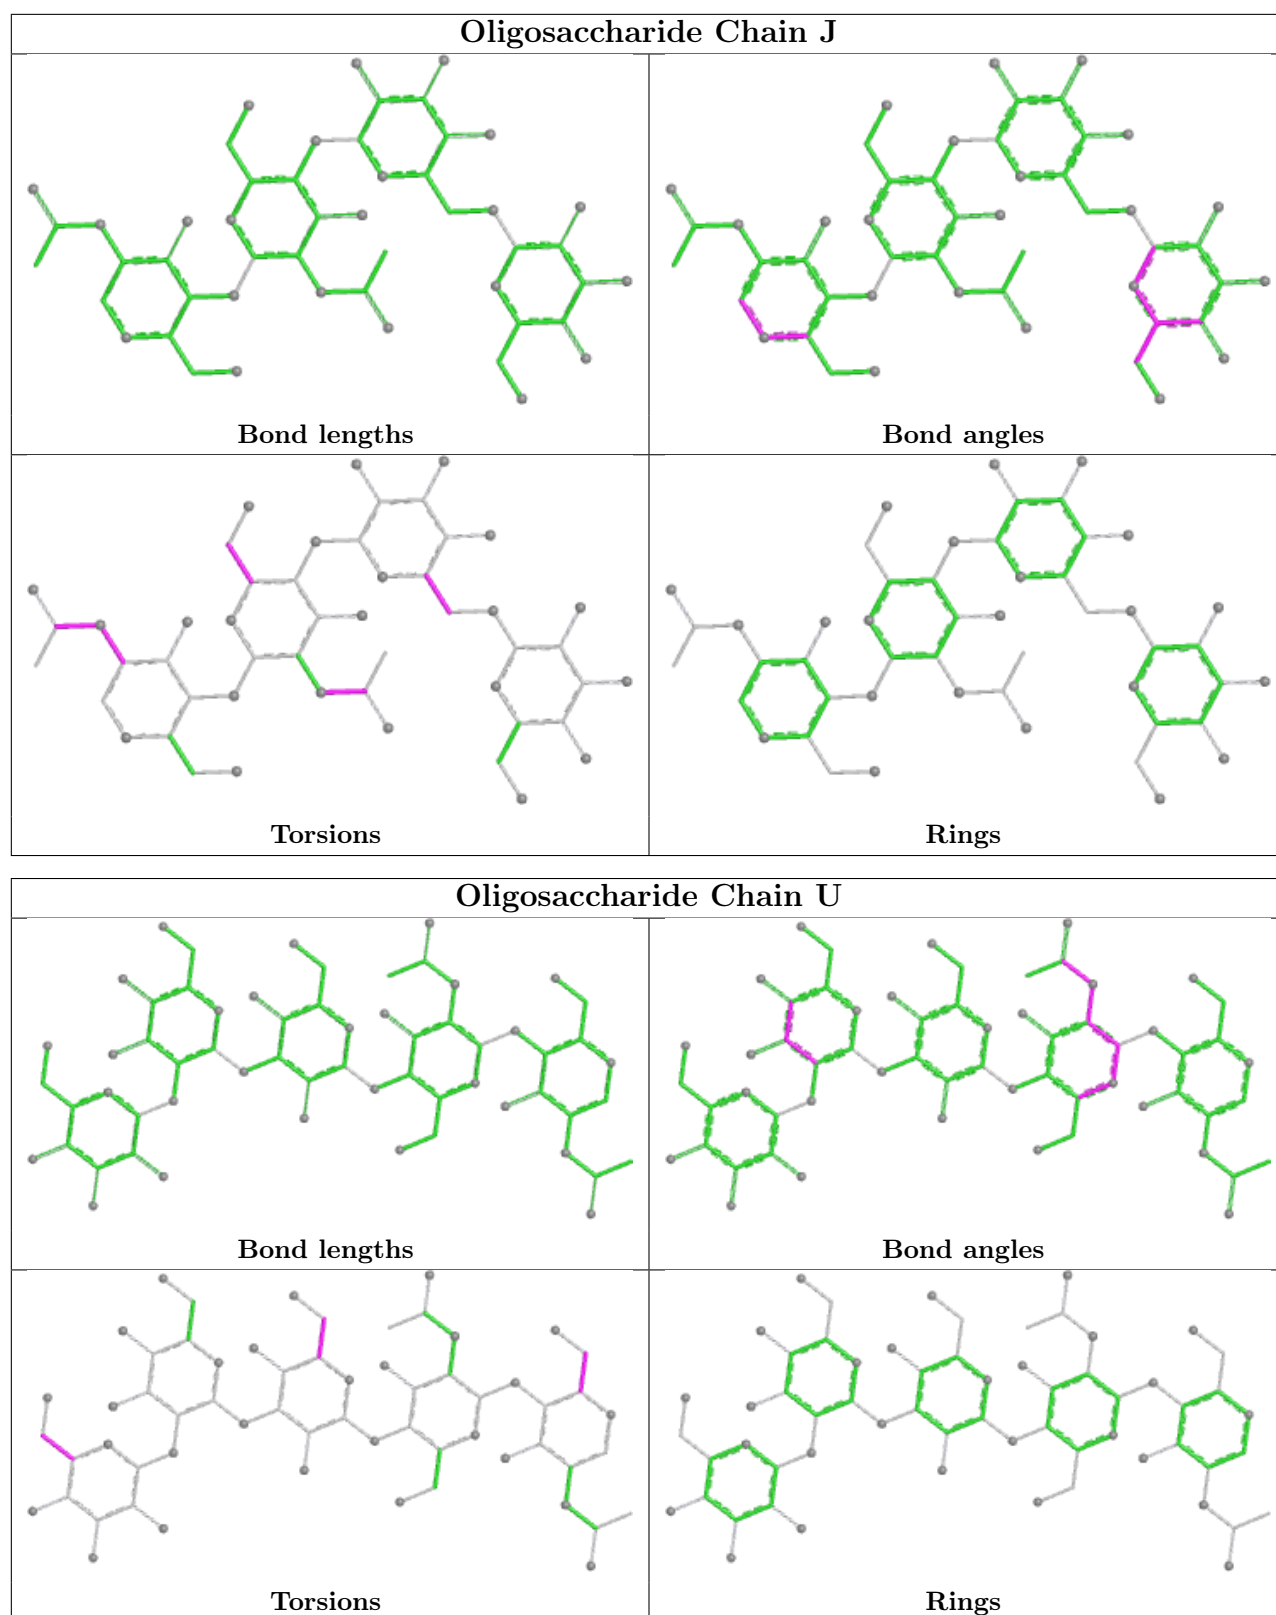 Oligosaccharide Chain J
Bond lengths
Bond angles
Torsions
Rings
Oligosaccharide Chain U
Bond lengths
Bond angles
Torsions
Rings